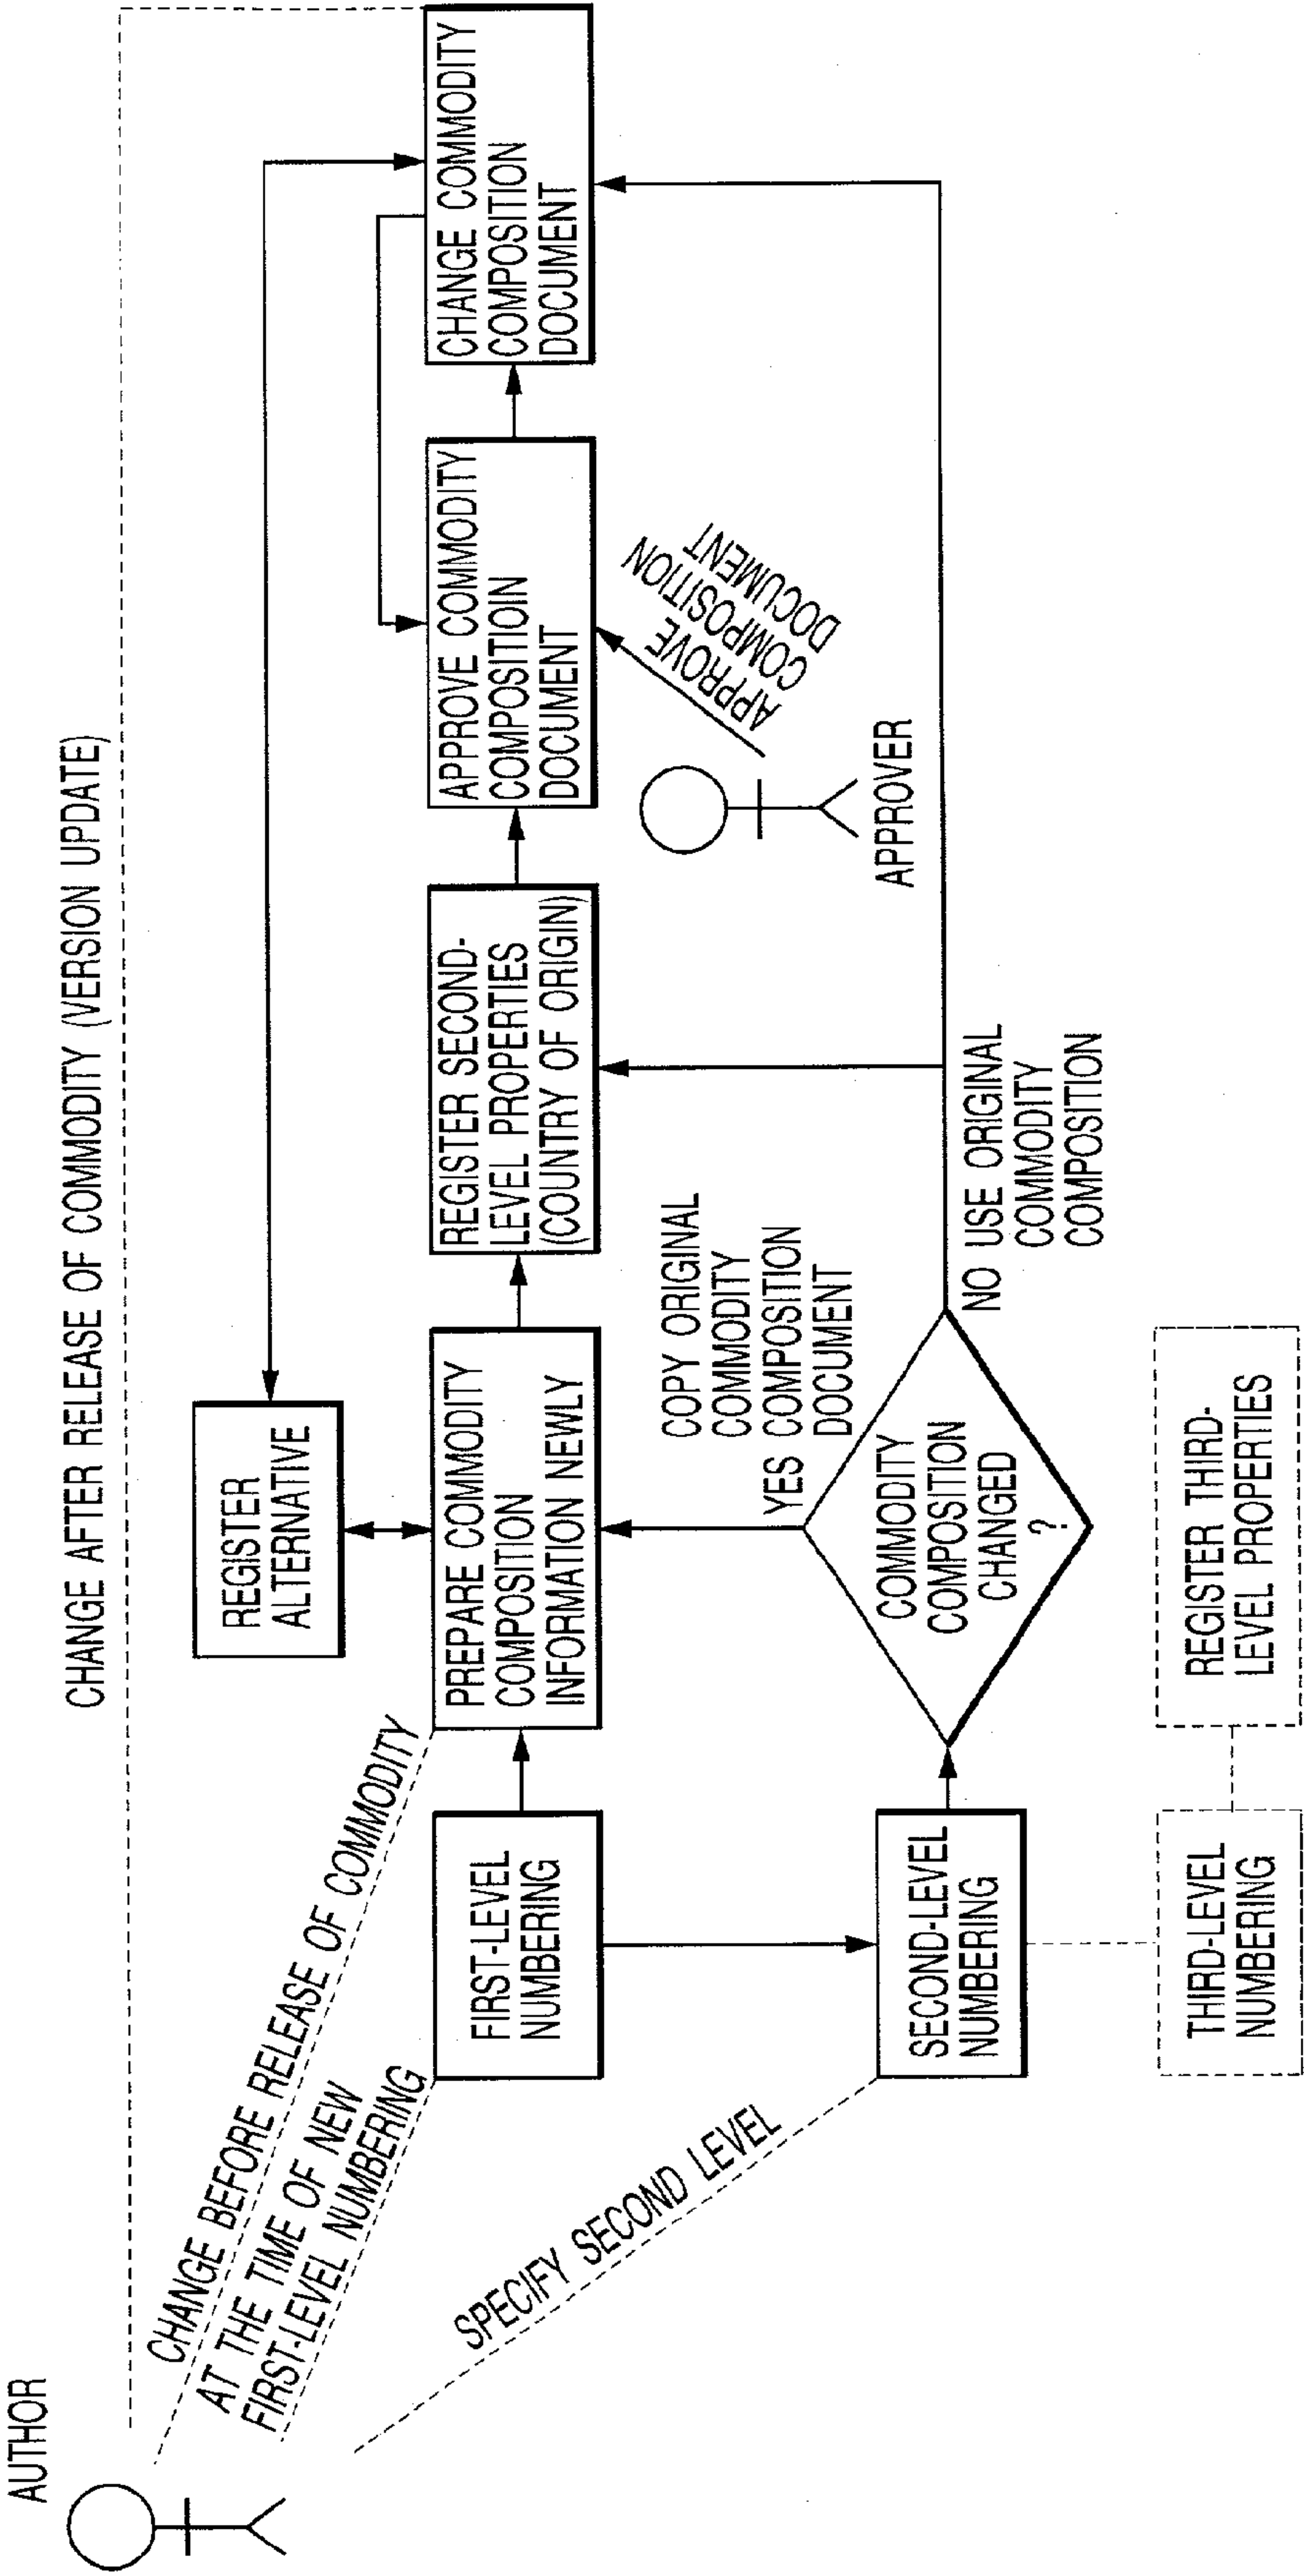 AUTHOR
CHANGE AFTER RELEASE OF COMMODITY (VERSION UPDATE)
CHANGE BEFORE RELEASE OF COMMODITY
AT THE TIME OF NEW
FIRST-LEVEL NUMBERING
SPECIFY SECOND LEVEL
REGISTER
ALTERNATIVE
FIRST-LEVEL
NUMBERING
PREPARE COMMODITY
COMPOSITION
INFORMATION NEWLY
REGISTER SECOND-
LEVEL PROPERTIES
(COUNTRY OF ORIGIN)
APPROVE COMMODITY
COMPOSITIOIN
DOCUMENT
CHANGE COMMODITY
COMPOSITION
DOCUMENT
APPROVE
COMPOSITION
DOCUMENT
APPROVER
COPY ORIGINAL
COMMODITY
YES COMPOSITION
DOCUMENT
SECOND-LEVEL
NUMBERING
COMMODITY
COMPOSITION
CHANGED
?
NO USE ORIGINAL
COMMODITY
COMPOSITION
THIRD-LEVEL
NUMBERING
REGISTER THIRD-
LEVEL PROPERTIES